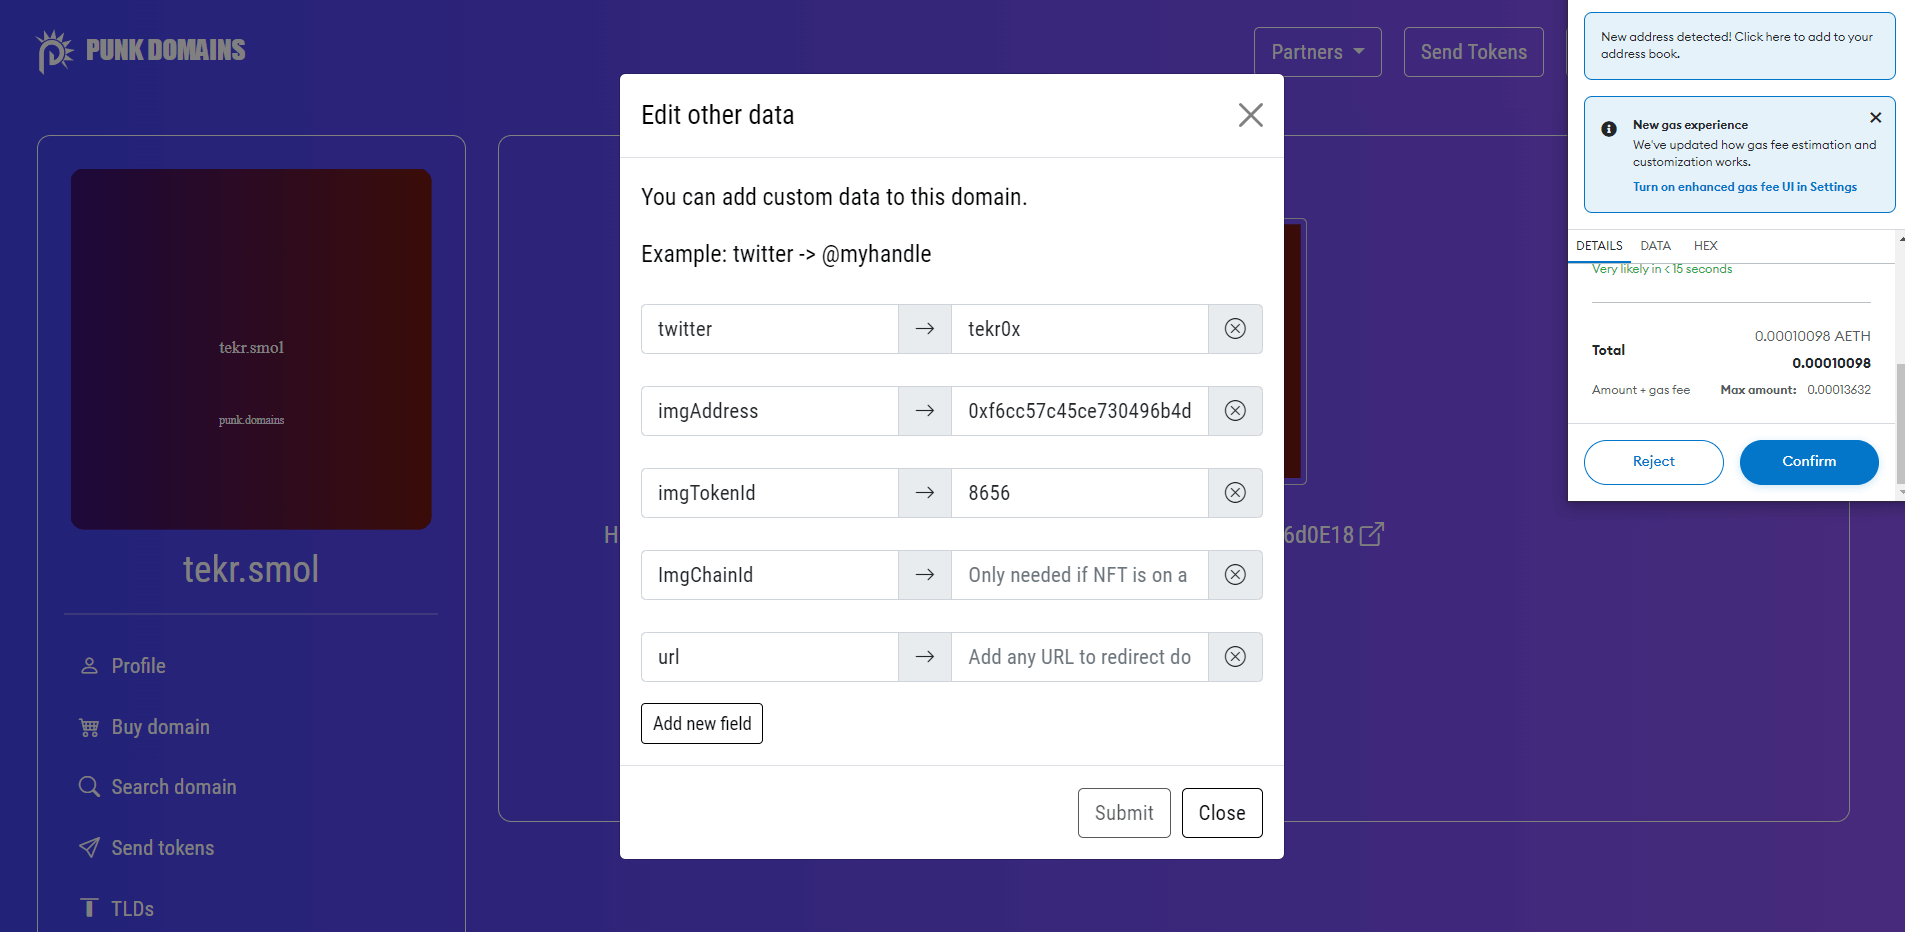 PUNK DOMAINS
Partners
Send Tokens
tekr.smol
punk.domains
tekr.smol
Profile
Buy domain
Search domain
Send tokens
TLDs
Edit other data
You can add custom data to this domain.
Example: twitter -> @myhandle
twitter → tekr0x
imgAddress → 0xf6cc57c45ce730496b4d
imgTokenId → 8656
ImgChainId → Only needed if NFT is on a
url → Add any URL to redirect do
Add new field
Submit
Close
H
6d0E18
New address detected! Click here to add to your
address book.
New gas experience
We've updated how gas fee estimation and
customization works.
Turn on enhanced gas fee UI in Settings
DETAILS DATA HEX
Very likely in < 15 seconds
0.00010098 AETH
Total
0.00010098
Amount + gas fee Max amount: 0.00013632
Reject
Confirm